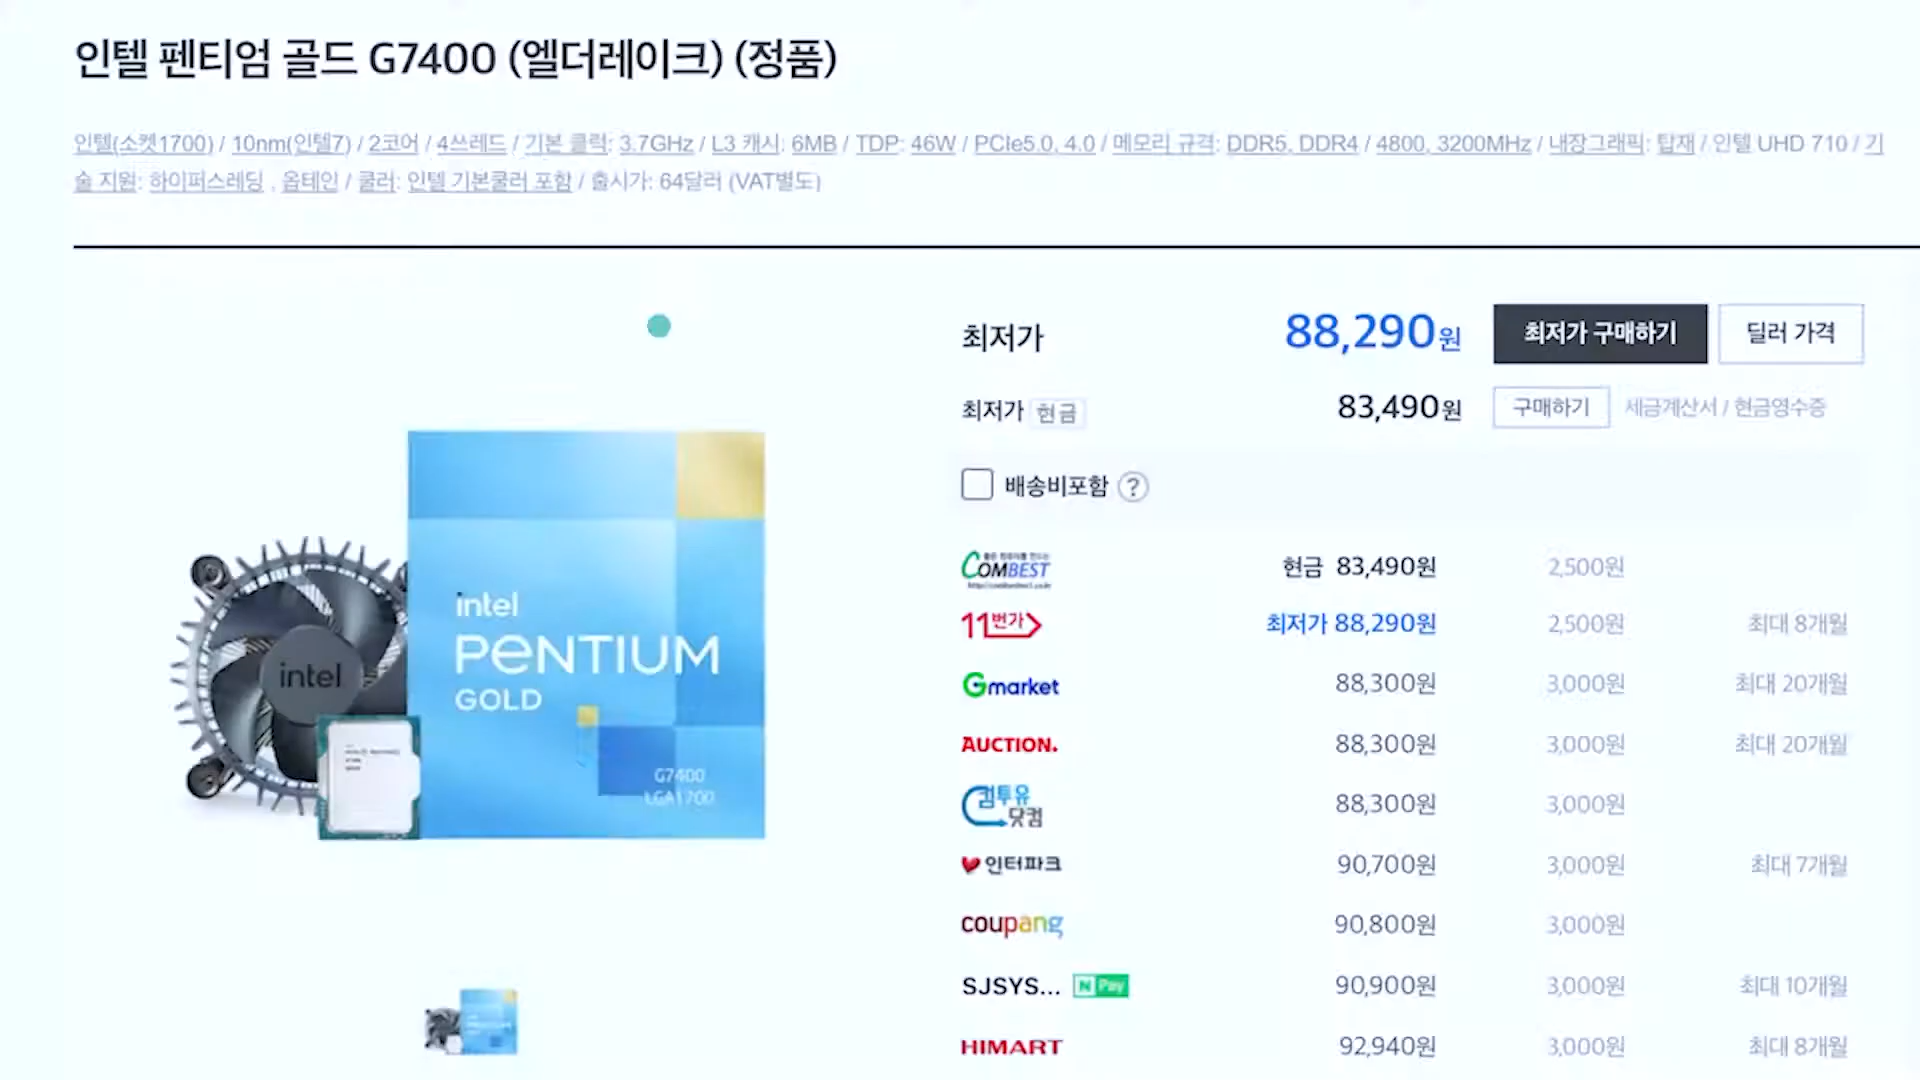 인텔 펜티엄 골드 G7400 (엘더레이크) (정품)
인텔(소켓1700) / 10nm(인텔7) / 2코어 / 4쓰레드 / 기본 클럭: 3.7GHz / L3 캐시: 6MB / TDP: 46W / PCIe5.0, 4.0 / 메모리 규격: DDR5, DDR4 / 4800, 3200MHz / 내장그래픽: 탑재 / 인텔 UHD 710 / 기
술 지원: 하이퍼스레딩 , 옵테인 / 쿨러: 인텔 기본쿨러 포함 / 출시가: 64달러 (VAT별도)
최저가 88,290원 최저가 구매하기 딜러 가격
최저가 현금 83,490원 구매하기 세금계산서 / 현금영수증
배송비포함 ?
COMBEST 현금 83,490원 2,500원
11번가 최저가 88,290원 2,500원 최대 8개월
Gmarket 88,300원 3,000원 최대 20개월
AUCTION. 88,300원 3,000원 최대 20개월
컴투유 닷컴 88,300원 3,000원
인터파크 90,700원 3,000원 최대 7개월
coupang 90,800원 3,000원
SJSYS... N Pay 90,900원 3,000원 최대 10개월
HIMART 92,940원 3,000원 최대 8개월
intel
intel
PENTIUM
GOLD
G7400
LGA1700